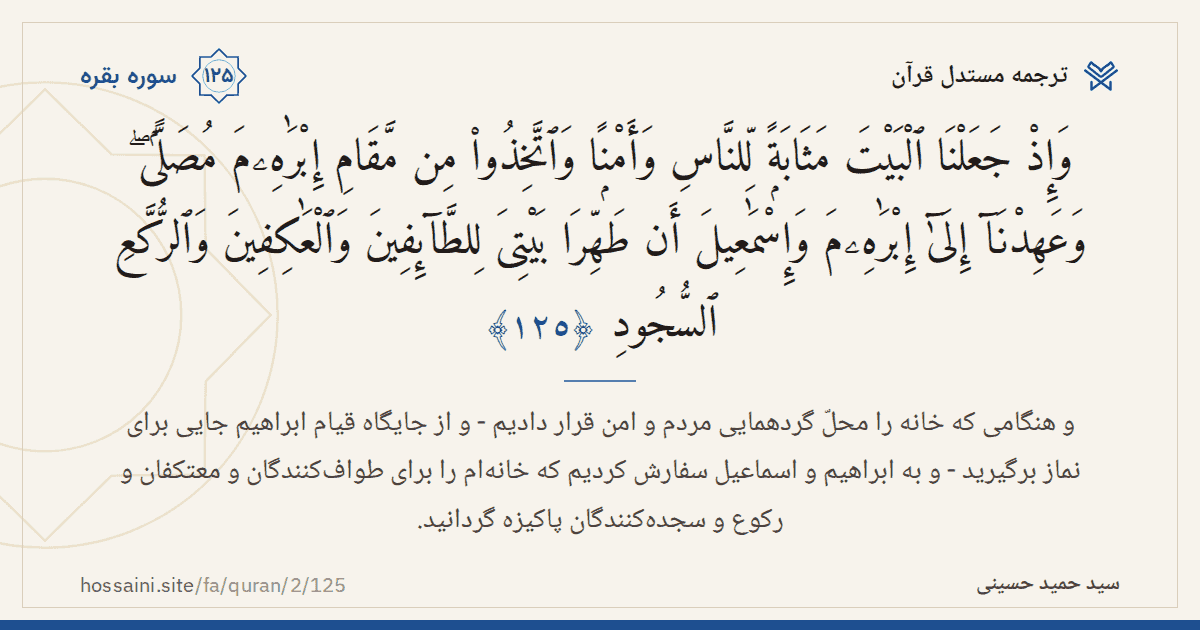 ترجمه مستدل قرآن
۱۲۵ سوره بقره
وَإِذْ جَعَلْنَا ٱلْبَيْتَ مَثَابَةًۭ لِّلنَّاسِ وَأَمْنًۭا وَٱتَّخِذُوا۟ مِن مَّقَامِ إِبْرَٰهِۦمَ مُصَلًّۭى ۖ
وَعَهِدْنَآ إِلَىٰٓ إِبْرَٰهِۦمَ وَإِسْمَٰعِيلَ أَن طَهِّرَا بَيْتِىَ لِلطَّآئِفِينَ وَٱلْعَٰكِفِينَ وَٱلرُّكَّعِ
ٱلسُّجُودِ ﴿١٢٥﴾
و هنگامی که خانه را محلّ گردهمایی مردم و امن قرار دادیم - و از جایگاه قیام ابراهیم جایی برای
نماز برگیرید - و به ابراهیم و اسماعیل سفارش کردیم که خانه‌ام را برای طواف‌کنندگان و معتکفان و
رکوع و سجده‌کنندگان پاکیزه گردانید.
سید حمید حسینی
hossaini.site/fa/quran/2/125